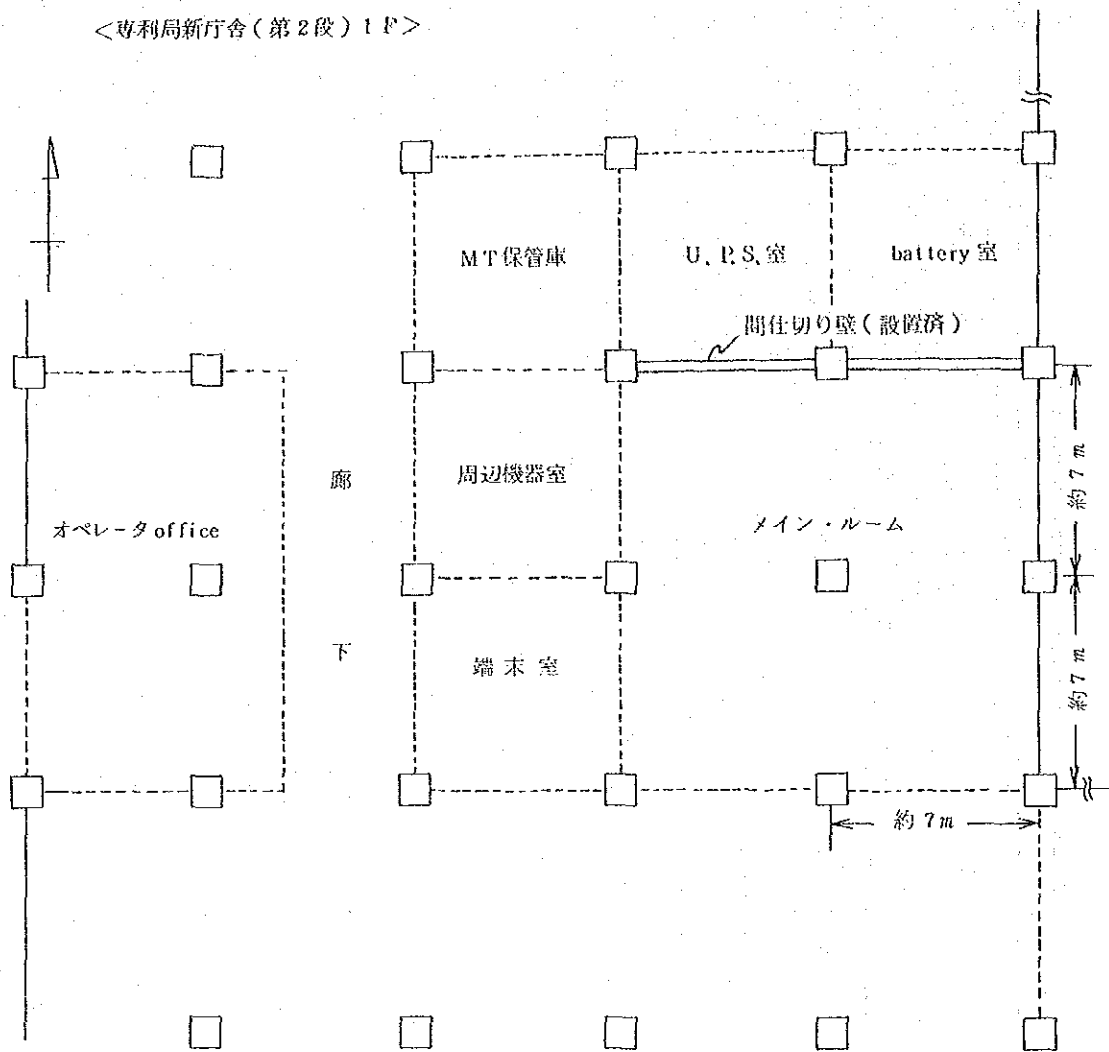 <専利局新庁舎(第2段)1F>
MT保管庫
U.P.S.室
battery室
間仕切り壁(設置済)
約7m
周辺機器室
廊下
オペレータoffice
メイン・ルーム
端末室
約7m
約7m